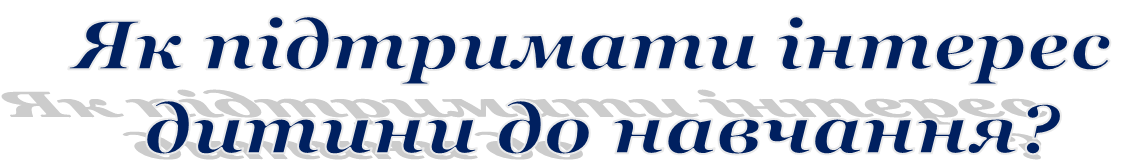 Як підтримати інтерес
дитини до навчання?